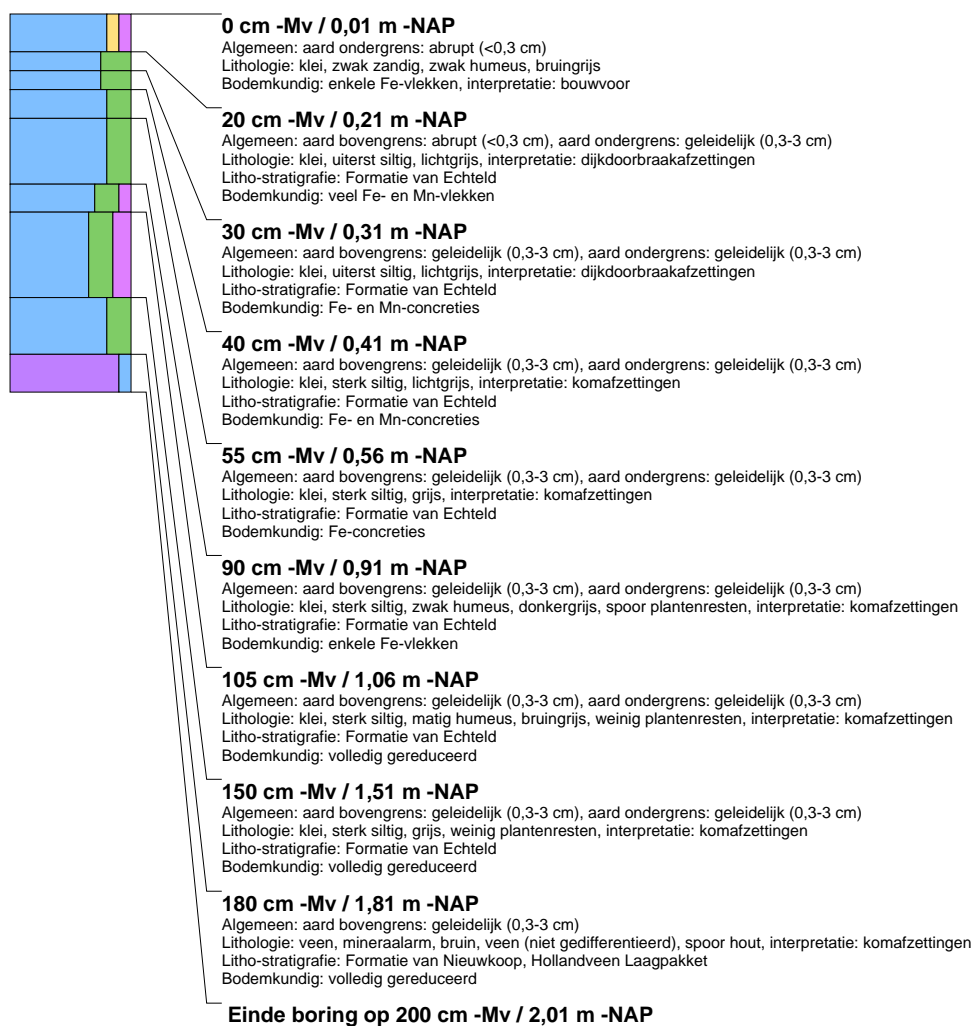 0 cm -Mv / 0,01 m -NAP
Algemeen: aard ondergrens: abrupt (<0,3 cm)
Lithologie: klei, zwak zandig, zwak humeus, bruingrijs
Bodemkundig: enkele Fe-vlekken, interpretatie: bouwvoor
20 cm -Mv / 0,21 m -NAP
Algemeen: aard bovengrens: abrupt (<0,3 cm), aard ondergrens: geleidelijk (0,3-3 cm)
Lithologie: klei, uiterst siltig, lichtgrijs, interpretatie: dijkdoorbraakafzettingen
Litho-stratigrafie: Formatie van Echteld
Bodemkundig: veel Fe- en Mn-vlekken
30 cm -Mv / 0,31 m -NAP
Algemeen: aard bovengrens: geleidelijk (0,3-3 cm), aard ondergrens: geleidelijk (0,3-3 cm)
Lithologie: klei, uiterst siltig, lichtgrijs, interpretatie: dijkdoorbraakafzettingen
Litho-stratigrafie: Formatie van Echteld
Bodemkundig: Fe- en Mn-concreties
40 cm -Mv / 0,41 m -NAP
Algemeen: aard bovengrens: geleidelijk (0,3-3 cm), aard ondergrens: geleidelijk (0,3-3 cm)
Lithologie: klei, sterk siltig, lichtgrijs, interpretatie: komafzettingen
Litho-stratigrafie: Formatie van Echteld
Bodemkundig: Fe- en Mn-concreties
55 cm -Mv / 0,56 m -NAP
Algemeen: aard bovengrens: geleidelijk (0,3-3 cm), aard ondergrens: geleidelijk (0,3-3 cm)
Lithologie: klei, sterk siltig, grijs, interpretatie: komafzettingen
Litho-stratigrafie: Formatie van Echteld
Bodemkundig: Fe-concreties
90 cm -Mv / 0,91 m -NAP
Algemeen: aard bovengrens: geleidelijk (0,3-3 cm), aard ondergrens: geleidelijk (0,3-3 cm)
Lithologie: klei, sterk siltig, zwak humeus, donkergrijs, spoor plantenresten, interpretatie: komafzettingen
Litho-stratigrafie: Formatie van Echteld
Bodemkundig: enkele Fe-vlekken
105 cm -Mv / 1,06 m -NAP
Algemeen: aard bovengrens: geleidelijk (0,3-3 cm), aard ondergrens: geleidelijk (0,3-3 cm)
Lithologie: klei, sterk siltig, matig humeus, bruingrijs, weinig plantenresten, interpretatie: komafzettingen
Litho-stratigrafie: Formatie van Echteld
Bodemkundig: volledig gereduceerd
150 cm -Mv / 1,51 m -NAP
Algemeen: aard bovengrens: geleidelijk (0,3-3 cm), aard ondergrens: geleidelijk (0,3-3 cm)
Lithologie: klei, sterk siltig, grijs, weinig plantenresten, interpretatie: komafzettingen
Litho-stratigrafie: Formatie van Echteld
Bodemkundig: volledig gereduceerd
180 cm -Mv / 1,81 m -NAP
Algemeen: aard bovengrens: geleidelijk (0,3-3 cm)
Lithologie: veen, mineraalarm, bruin, veen (niet gedifferentieerd), spoor hout, interpretatie: komafzettingen
Litho-stratigrafie: Formatie van Nieuwkoop, Hollandveen Laagpakket
Bodemkundig: volledig gereduceerd
Einde boring op 200 cm -Mv / 2,01 m -NAP